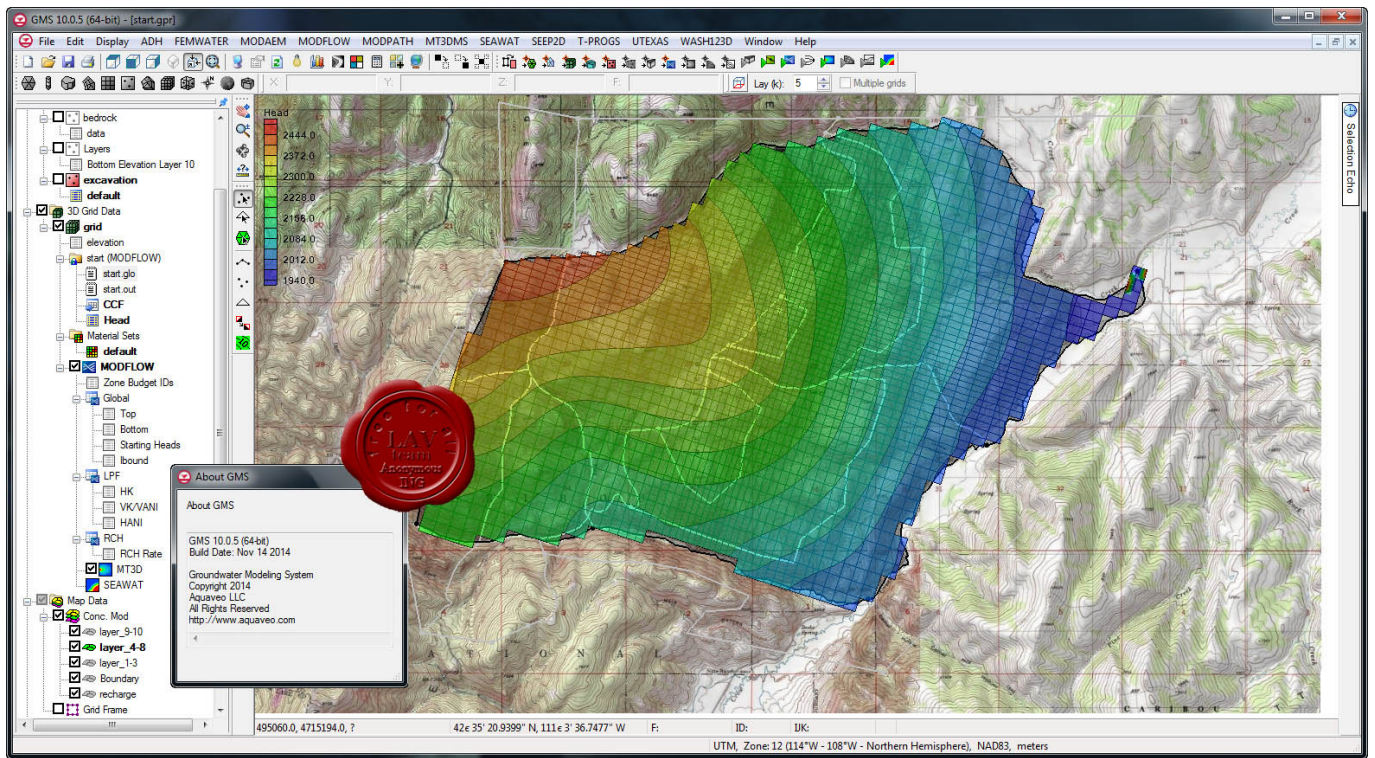 GMS 10.0.5 (64-bit) - [start.gpr]
File Edit Display ADH FEMWATER MODAEM MODFLOW MODPATH MT3DMS SEAWAT SEEP2D T-PROGS UTEXAS WASH123D Window Help
X: Y: Z: F: Lay (k): 5 Multiple grids
bedrock
data
Layers
Bottom Elevation Layer 10
excavation
default
3D Grid Data
grid
elevation
start (MODFLOW)
start.glo
start.out
CCF
Head
Material Sets
default
MODFLOW
Zone Budget IDs
Global
Top
Bottom
Starting Heads
Ibound
LPF
HK
VK/VANI
HANI
RCH
RCH Rate
MT3D
SEAWAT
Map Data
Conc. Mod
layer_9-10
layer_4-8
layer_1-3
Boundary
recharge
Grid Frame
Head
2444.0
2372.0
2300.0
2228.0
2156.0
2084.0
2012.0
1940.0
Selection Echo
LAV
team
Anonymous
ING
About GMS
About GMS
GMS 10.0.5 (64-bit)
Build Date: Nov 14 2014
Groundwater Modeling System
Copyright 2014
Aquaveo LLC
All Rights Reserved
http://www.aquaveo.com
A T I O N A L
C A R I B O U
495060.0, 4715194.0, ? 42є 35' 20.9399" N, 111є 3' 36.7477" W F: ID: IJK:
UTM, Zone: 12 (114°W - 108°W - Northern Hemisphere), NAD83, meters